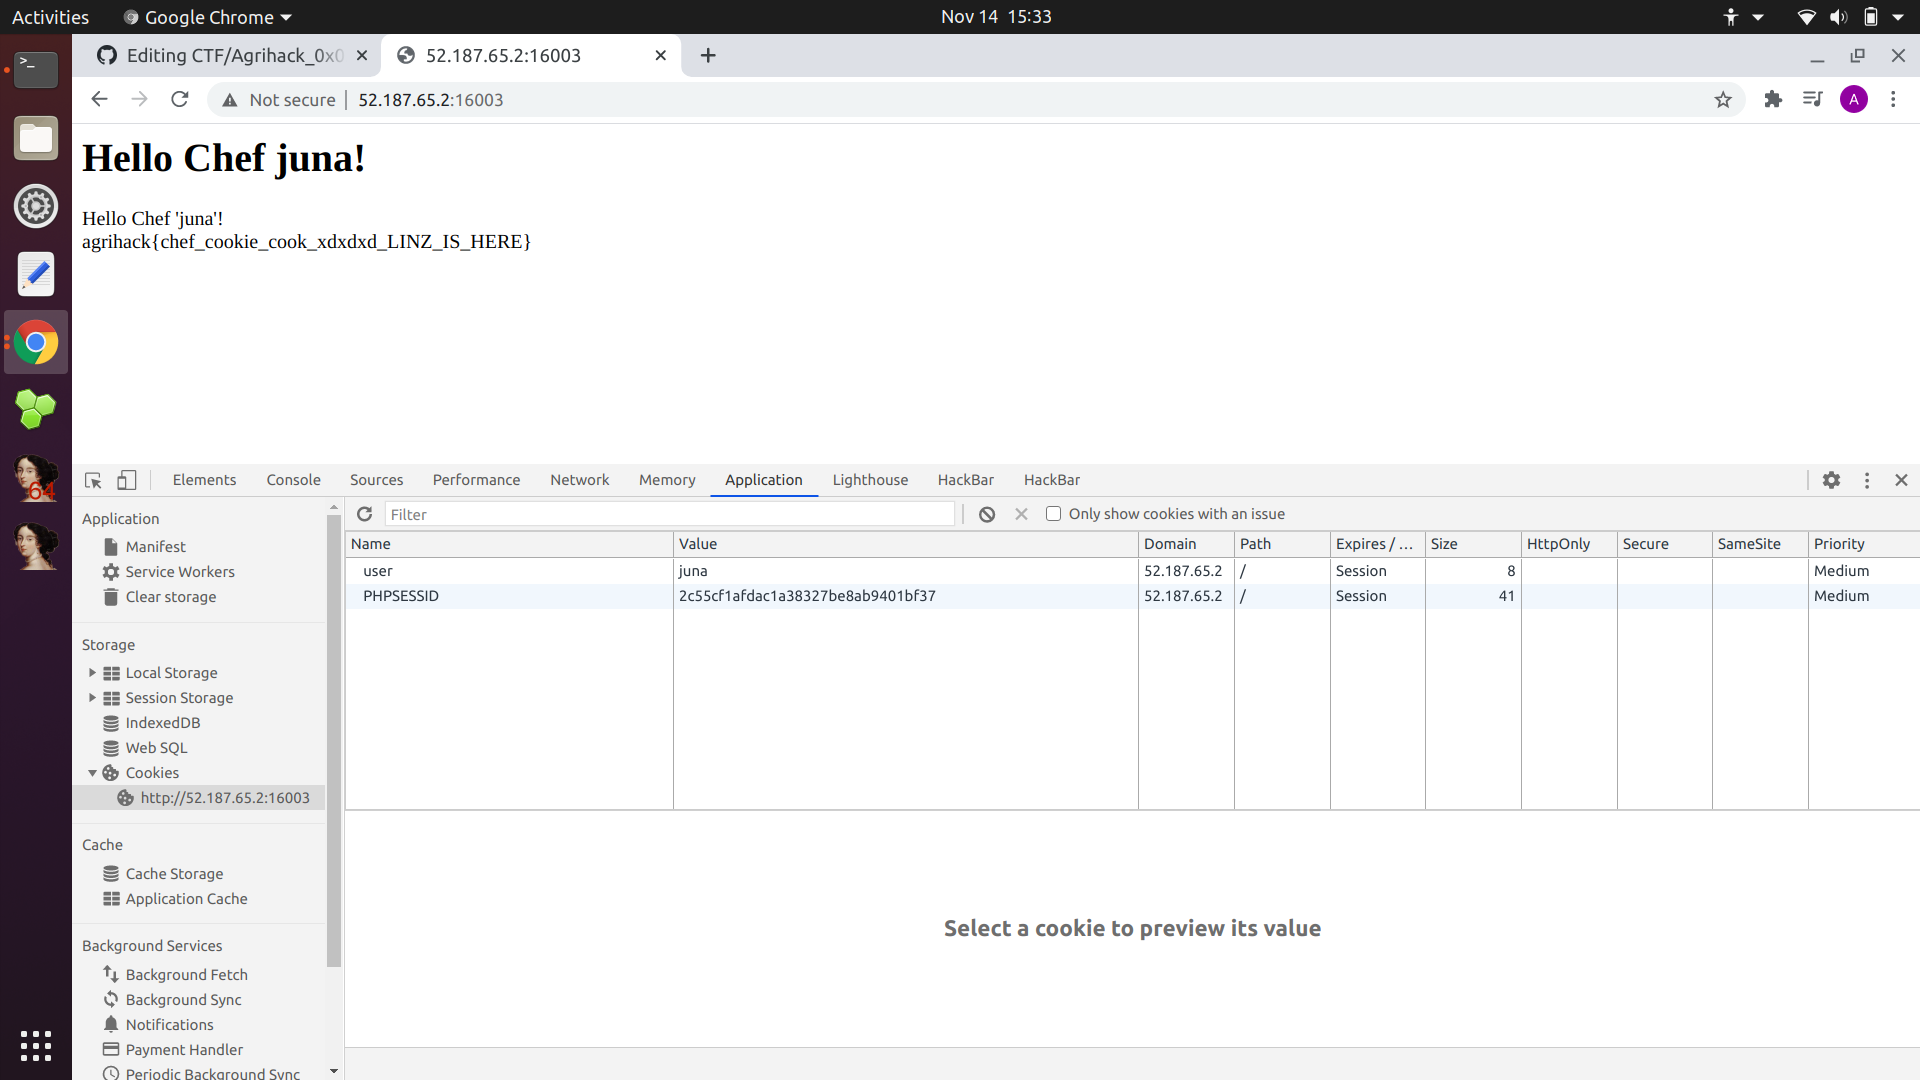 Activities
Google Chrome
Nov 14 15:33
Editing CTF/Agrihack_0x0
52.187.65.2:16003
Not secure
52.187.65.2:16003
A
Hello Chef juna!
Hello Chef 'juna'!
agrihack{chef_cookie_cook_xdxdxd_LINZ_IS_HERE}
64
Elements Console Sources Performance Network Memory Application Lighthouse HackBar HackBar
Application
Manifest
Service Workers
Clear storage
Storage
Local Storage
Session Storage
IndexedDB
Web SQL
Cookies
http://52.187.65.2:16003
Cache
Cache Storage
Application Cache
Background Services
Background Fetch
Background Sync
Notifications
Payment Handler
Periodic Background Sync
Filter
Only show cookies with an issue
Name Value Domain Path Expires / ... Size HttpOnly Secure SameSite Priority
user juna 52.187.65.2 / Session 8 Medium
PHPSESSID 2c55cf1afdac1a38327be8ab9401bf37 52.187.65.2 / Session 41 Medium
Select a cookie to preview its value